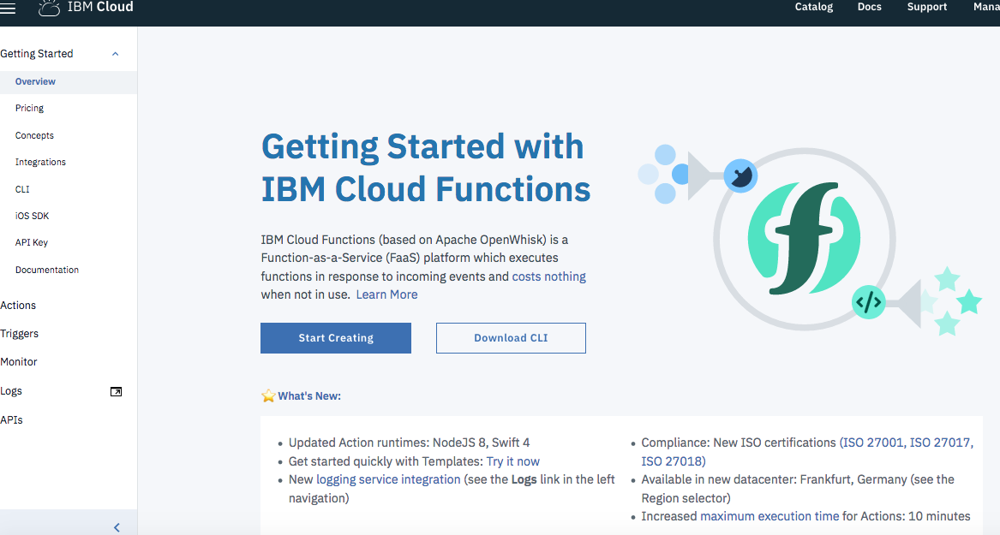 IBM Cloud
Catalog Docs Support
Getting Started
Overview
Pricing
Concepts
Integrations
CLI
iOS SDK
API Key
Documentation
Actions
Triggers
Monitor
Logs
APIs
Getting Started with
IBM Cloud Functions
IBM Cloud Functions (based on Apache OpenWhisk) is a
Function-as-a-Service (FaaS) platform which executes
functions in response to incoming events and costs nothing
when not in use. Learn More
Start Creating
Download CLI
f
</>
What's New:
• Updated Action runtimes: NodeJS 8, Swift 4
• Get started quickly with Templates: Try it now
• New logging service integration (see the Logs link in the left
navigation)
• Compliance: New ISO certifications (ISO 27001, ISO 27017,
ISO 27018)
• Available in new datacenter: Frankfurt, Germany (see the
Region selector)
• Increased maximum execution time for Actions: 10 minutes